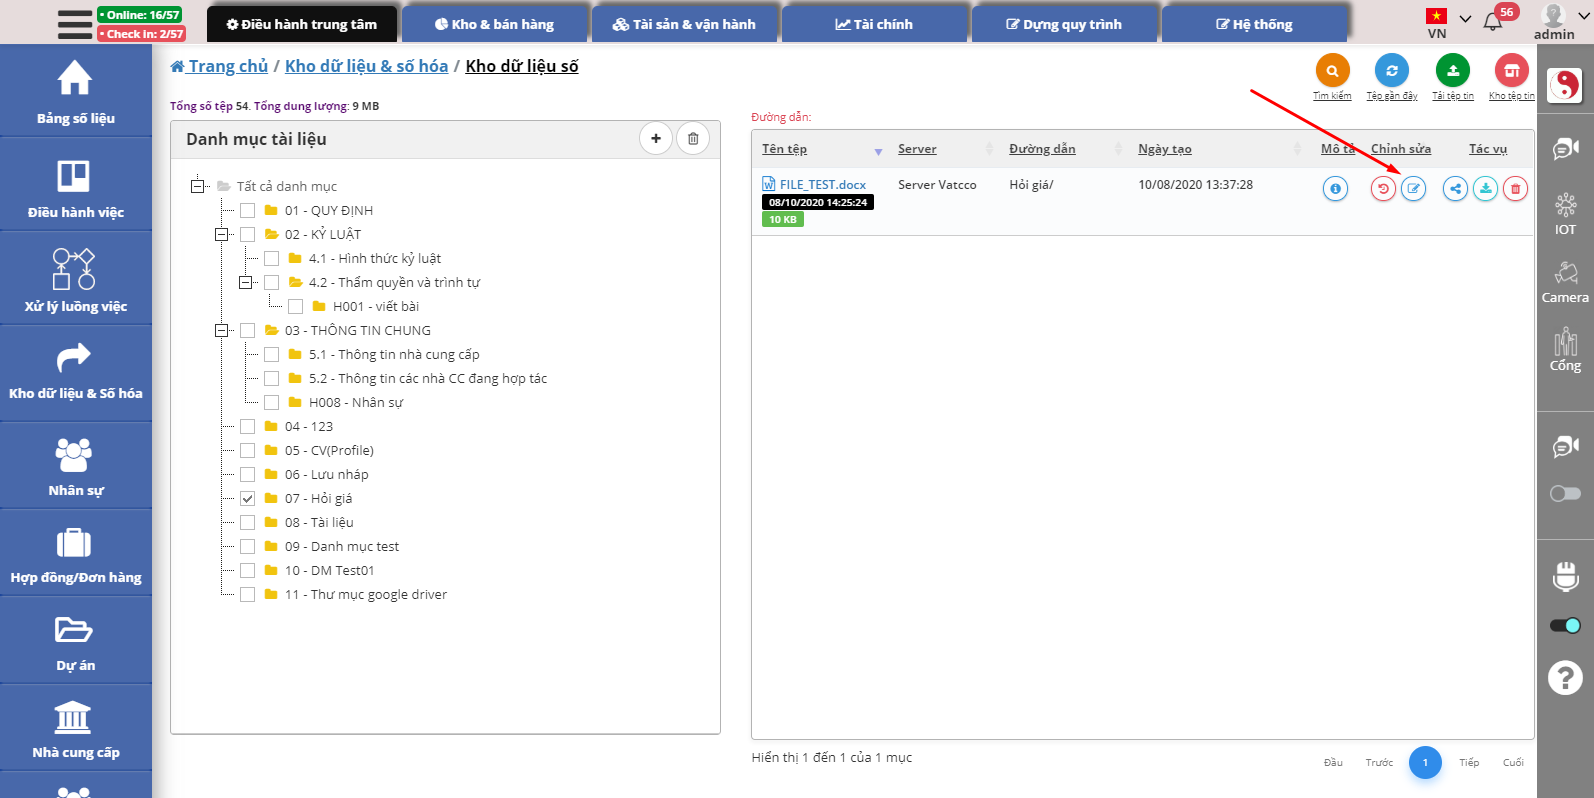 • Online: 16/57
• Check in: 2/57
Điều hành trung tâm
Kho & bán hàng
Tài sản & vận hành
Tài chính
Dựng quy trình
Hệ thống
VN
56
admin
Bảng số liệu
Điều hành việc
Xử lý luồng việc
Kho dữ liệu & Số hóa
Nhân sự
Hợp đồng/Đơn hàng
Dự án
Nhà cung cấp
Trang chủ / Kho dữ liệu & số hóa / Kho dữ liệu số
Tìm kiếm
Tệp gần đây
Tải tệp tin
Kho tệp tin
Tổng số tệp 54. Tổng dung lượng: 9 MB
Danh mục tài liệu
Tất cả danh mục
01 - QUY ĐỊNH
02 - KỶ LUẬT
4.1 - Hình thức kỷ luật
4.2 - Thẩm quyền và trình tự
H001 - viết bài
03 - THÔNG TIN CHUNG
5.1 - Thông tin nhà cung cấp
5.2 - Thông tin các nhà CC đang hợp tác
H008 - Nhân sự
04 - 123
05 - CV(Profile)
06 - Lưu nháp
07 - Hỏi giá
08 - Tài liệu
09 - Danh mục test
10 - DM Test01
11 - Thư mục google driver
Đường dẫn:
Tên tệp Server Đường dẫn Ngày tạo Mô tả Chỉnh sửa Tác vụ
FILE_TEST.docx Server Vatcco Hỏi giá/ 10/08/2020 13:37:28
08/10/2020 14:25:24
10 KB
Hiển thị 1 đến 1 của 1 mục
Đầu Trước 1 Tiếp Cuối
IOT
Camera
Cổng